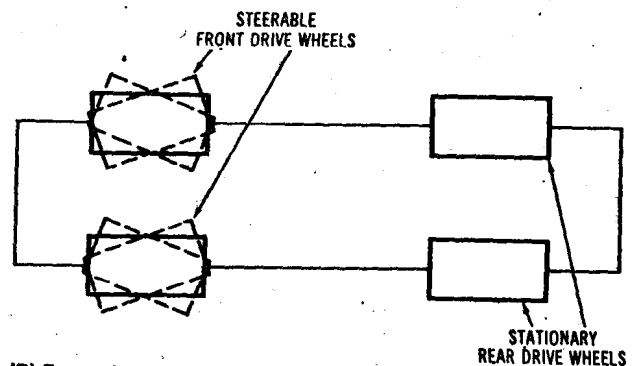 STEERABLE
FRONT DRIVE WHEELS
STATIONARY
REAR DRIVE WHEELS